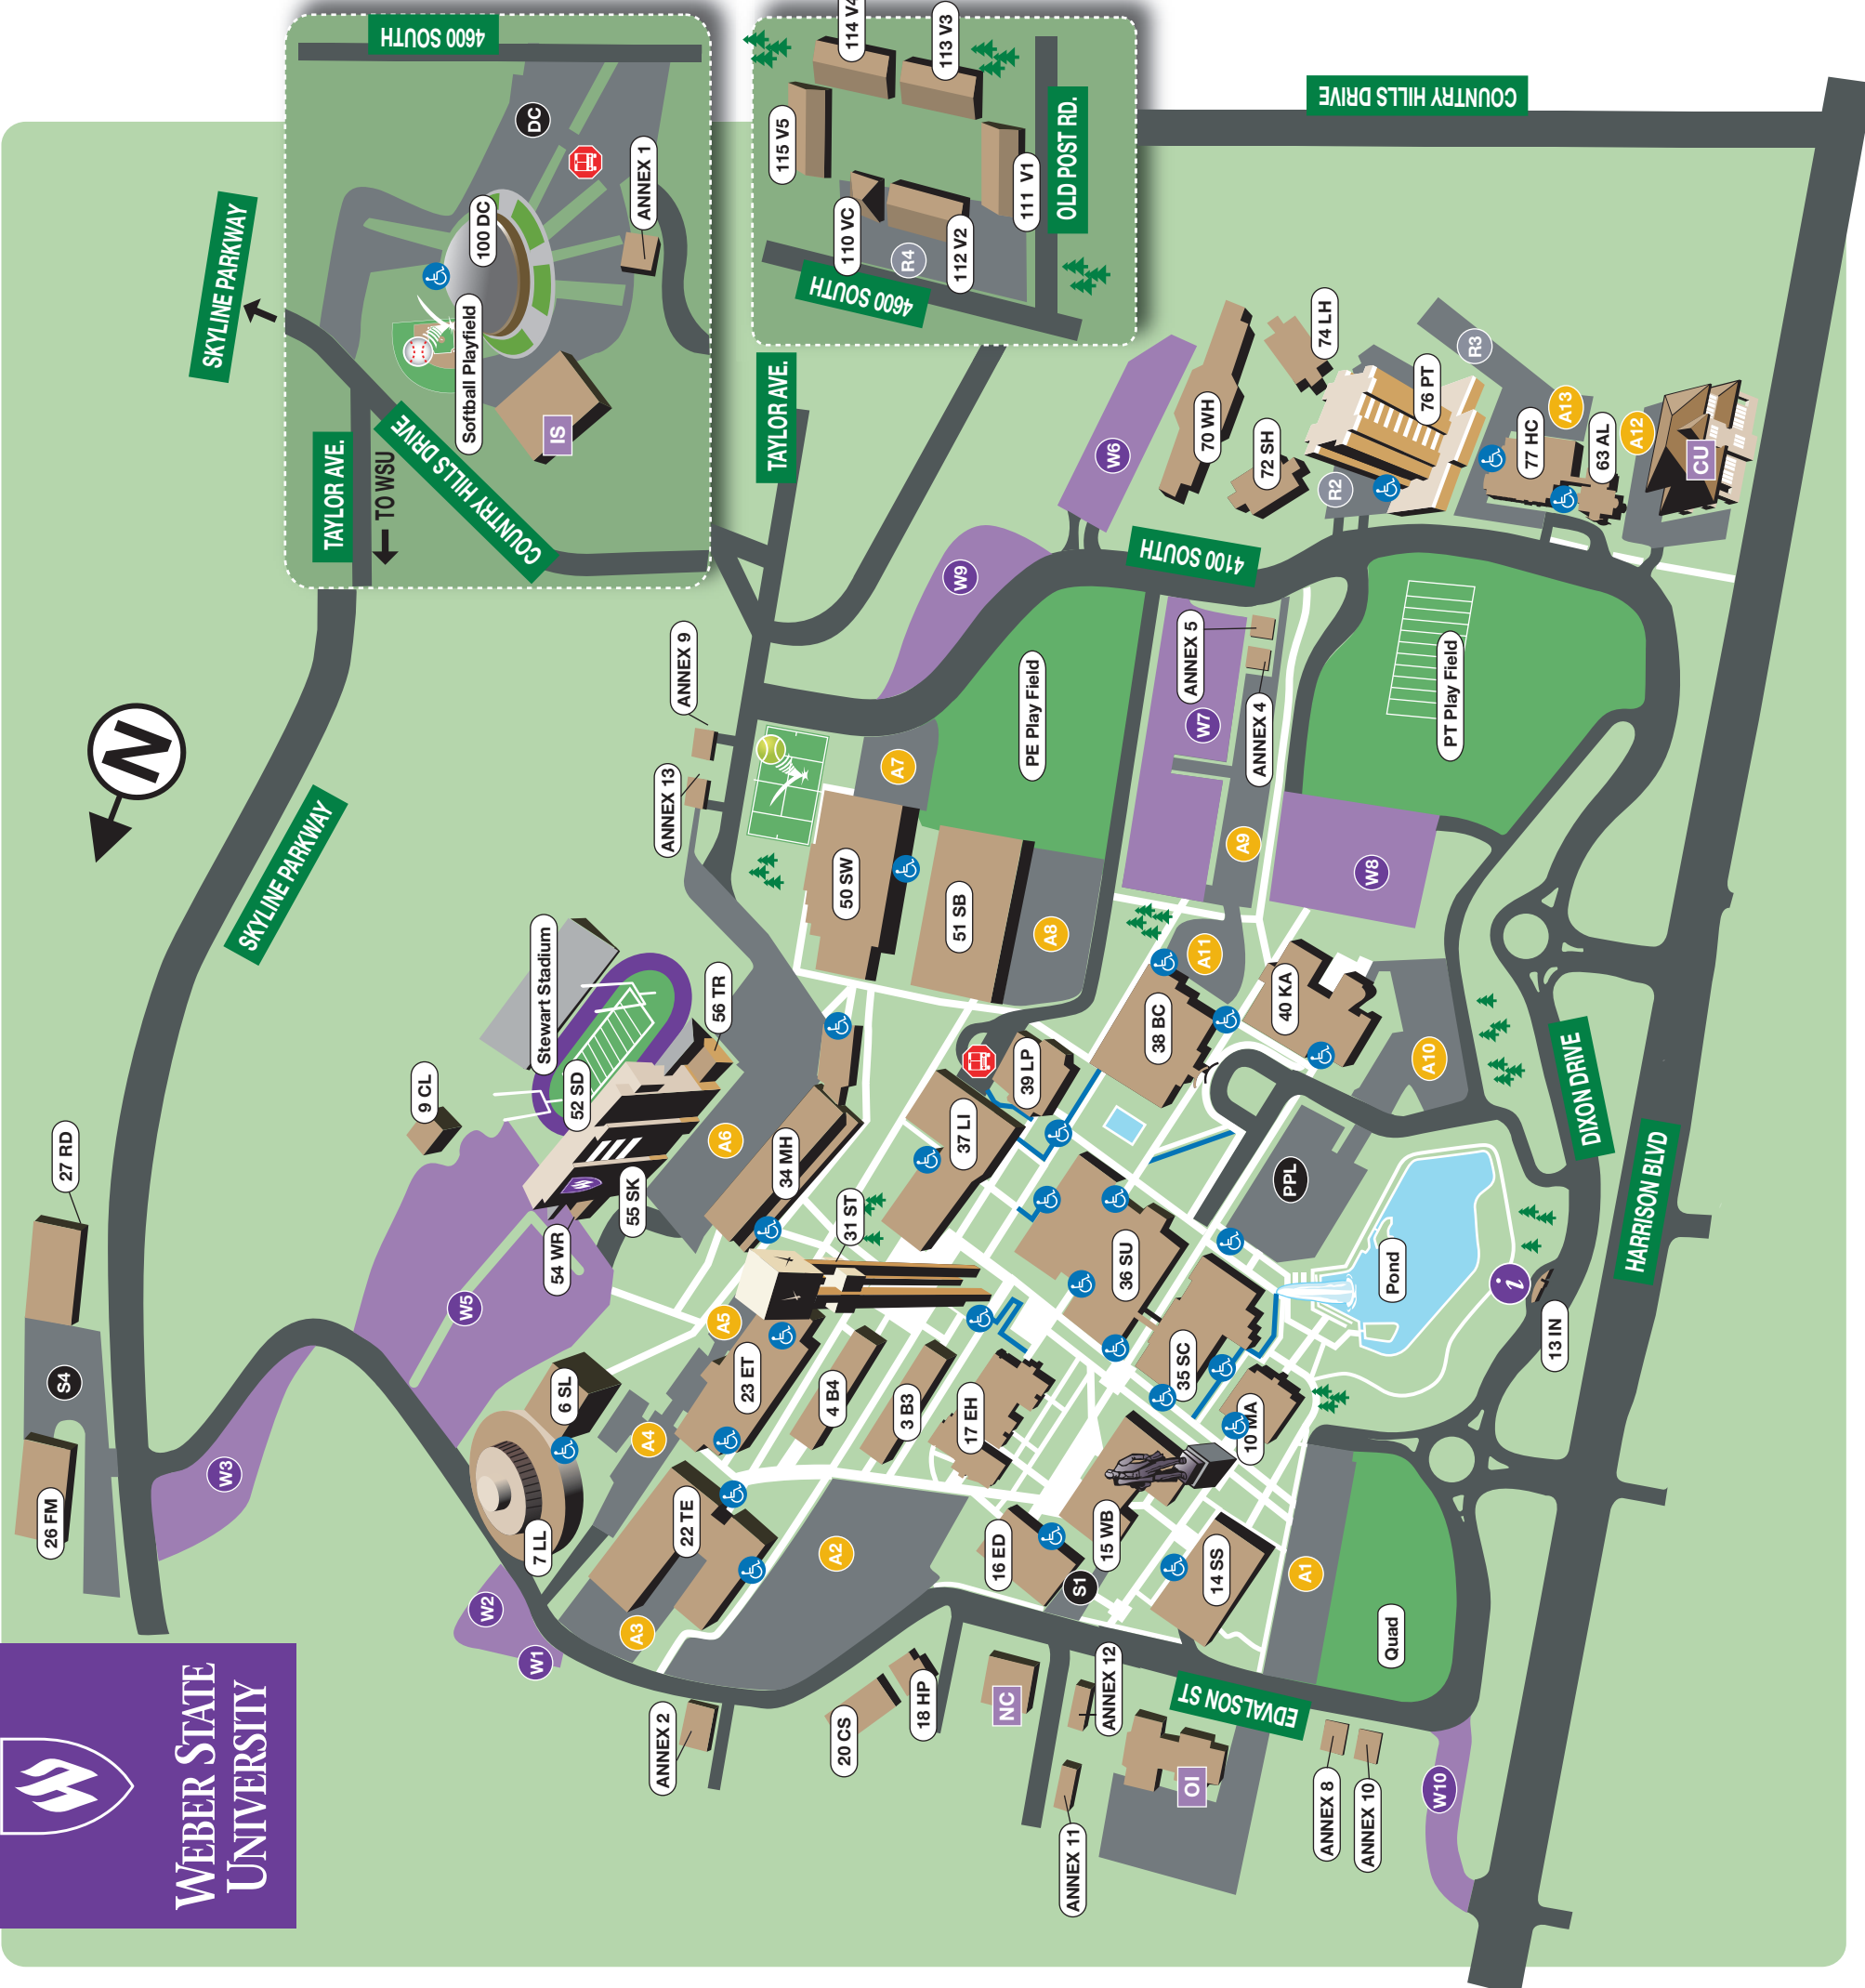 WEBER STATE
UNIVERSITY
N
SKYLINE PARKWAY
SKYLINE PARKWAY
27 RD
26 FM
S4
W3
W5
W2
W1
9 CL
Stewart Stadium
52 SD
56 TR
55 SK
54 WR
6 SL
7 LL
A6
A5
A4
A3
A2
34 MH
31 ST
23 ET
4 B4
3 B3
17 EH
22 TE
16 ED
15 WB
14 SS
S1
10 MA
35 SC
36 SU
37 LI
39 LP
38 BC
40 KA
A11
A10
PPL
Pond
i
13 IN
A1
Quad
ANNEX 2
20 CS
18 HP
NC
ANNEX 12
ANNEX 11
OI
EDVALSON ST
ANNEX 8
ANNEX 10
W10
HARRISON BLVD
DIXON DRIVE
50 SW
51 SB
A7
A8
PE Play Field
ANNEX 9
ANNEX 13
TAYLOR AVE.
W9
W6
W7
W8
A9
ANNEX 5
ANNEX 4
PT Play Field
4100 SOUTH
70 WH
72 SH
74 LH
76 PT
R2
R3
77 HC
63 AL
A13
A12
CU
COUNTRY HILLS DRIVE
TAYLOR AVE.
TO WSU
COUNTRY HILLS DRIVE
4600 SOUTH
DC
100 DC
ANNEX 1
Softball Playfield
IS
115 V5
114 V4
113 V3
110 VC
R4
112 V2
111 V1
OLD POST RD.
4600 SOUTH